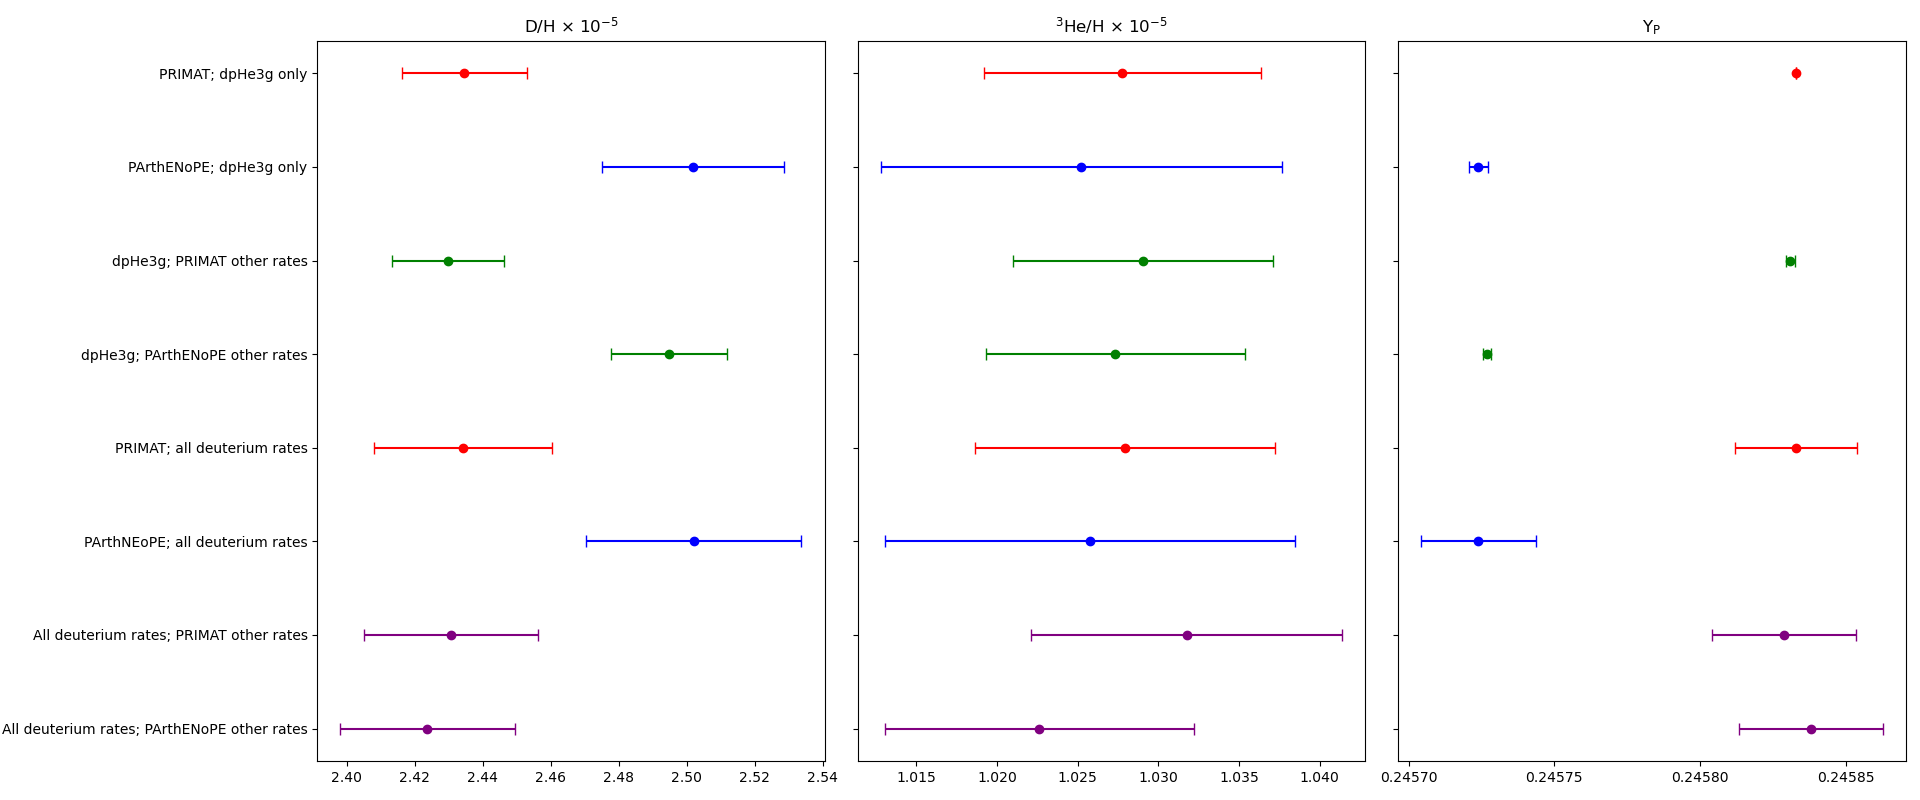 D/H × 10⁻⁵
³He/H × 10⁻⁵
Y_P
PRIMAT; dpHe3g only
PArthENoPE; dpHe3g only
dpHe3g; PRIMAT other rates
dpHe3g; PArthENoPE other rates
PRIMAT; all deuterium rates
PArthNEoPE; all deuterium rates
All deuterium rates; PRIMAT other rates
All deuterium rates; PArthENoPE other rates
2.40 2.42 2.44 2.46 2.48 2.50 2.52 2.54
1.015 1.020 1.025 1.030 1.035 1.040
0.24570 0.24575 0.24580 0.24585